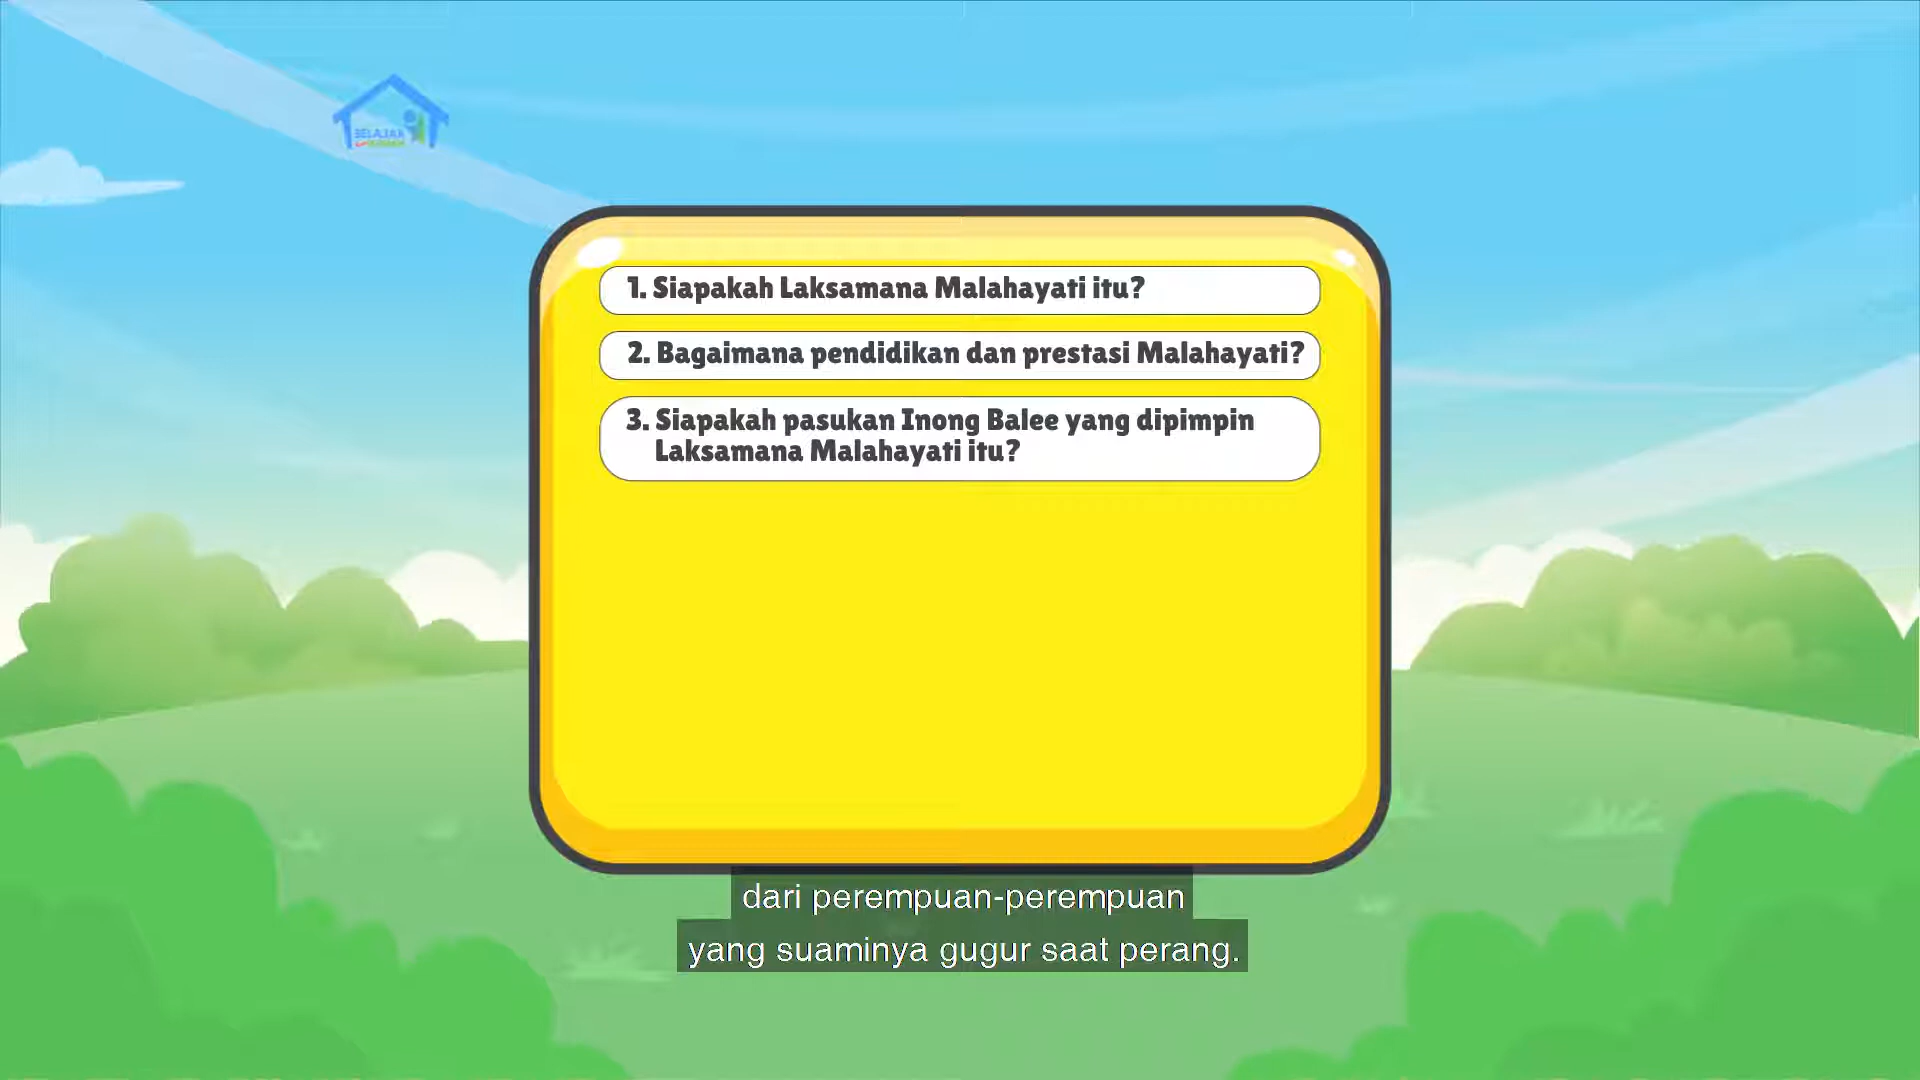 BELAJAR
1. Siapakah Laksamana Malahayati itu?
2. Bagaimana pendidikan dan prestasi Malahayati?
3. Siapakah pasukan Inong Balee yang dipimpin
Laksamana Malahayati itu?
dari perempuan-perempuan
yang suaminya gugur saat perang.